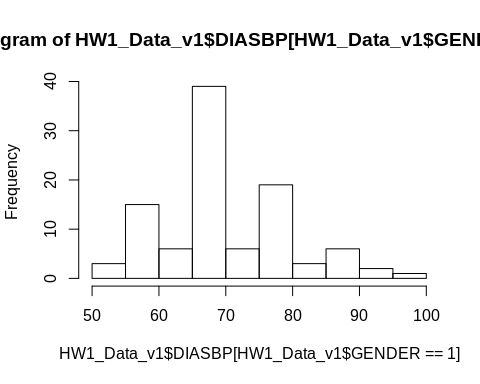 gram of HW1_Data_v1$DIASBP[HW1_Data_v1$GENI
Frequency
40
30
20
10
0
50 60 70 80 90 100
HW1_Data_v1$DIASBP[HW1_Data_v1$GENDER == 1]